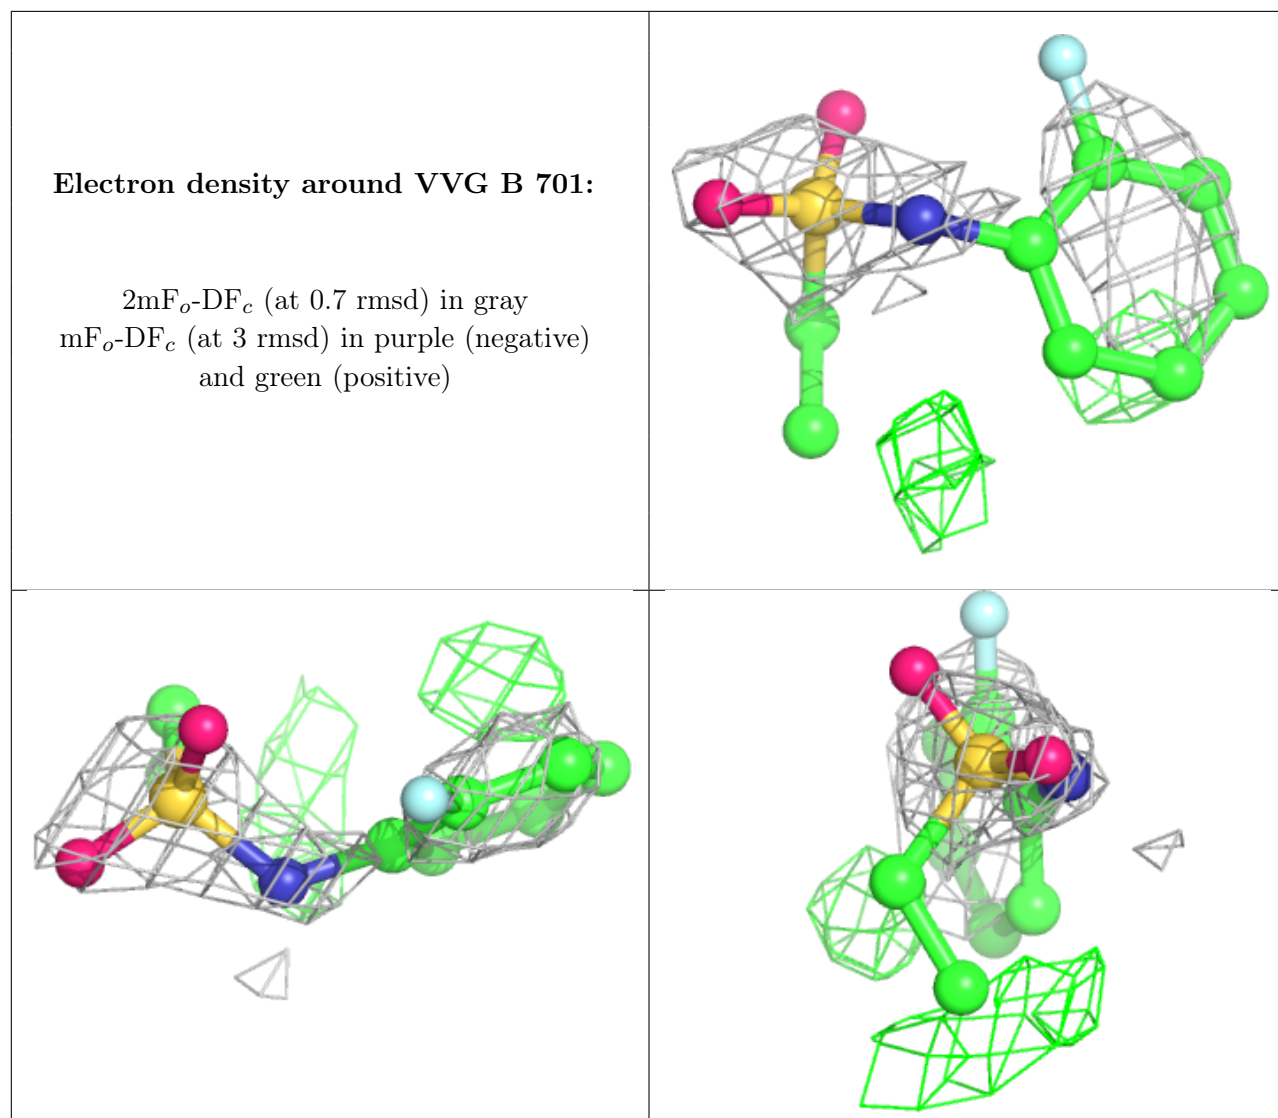 Electron density around VVG B 701:
2mFo-DFc (at 0.7 rmsd) in gray
mFo-DFc (at 3 rmsd) in purple (negative)
and green (positive)